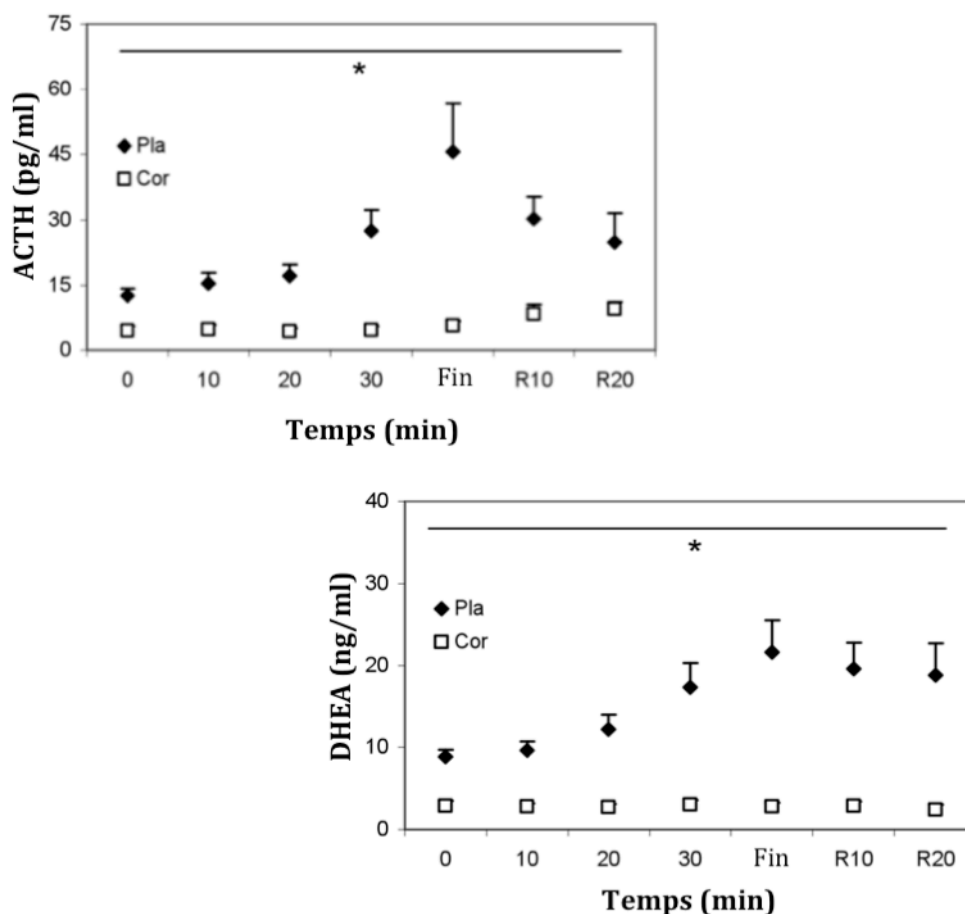 75
60
45
30
15
0
ACTH (pg/ml)
*
Pla
Cor
0 10 20 30 Fin R10 R20
Temps (min)
40
30
20
10
0
DHEA (ng/ml)
*
Pla
Cor
0 10 20 30 Fin R10 R20
Temps (min)